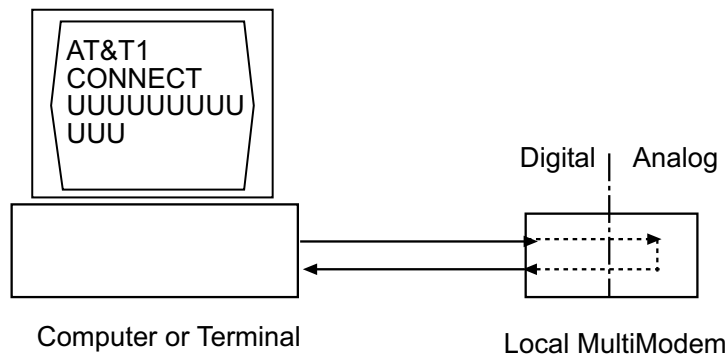 AT&T1
CONNECT
UUUUUUUUU
UUU
Digital
Analog
Computer or Terminal
Local MultiModem